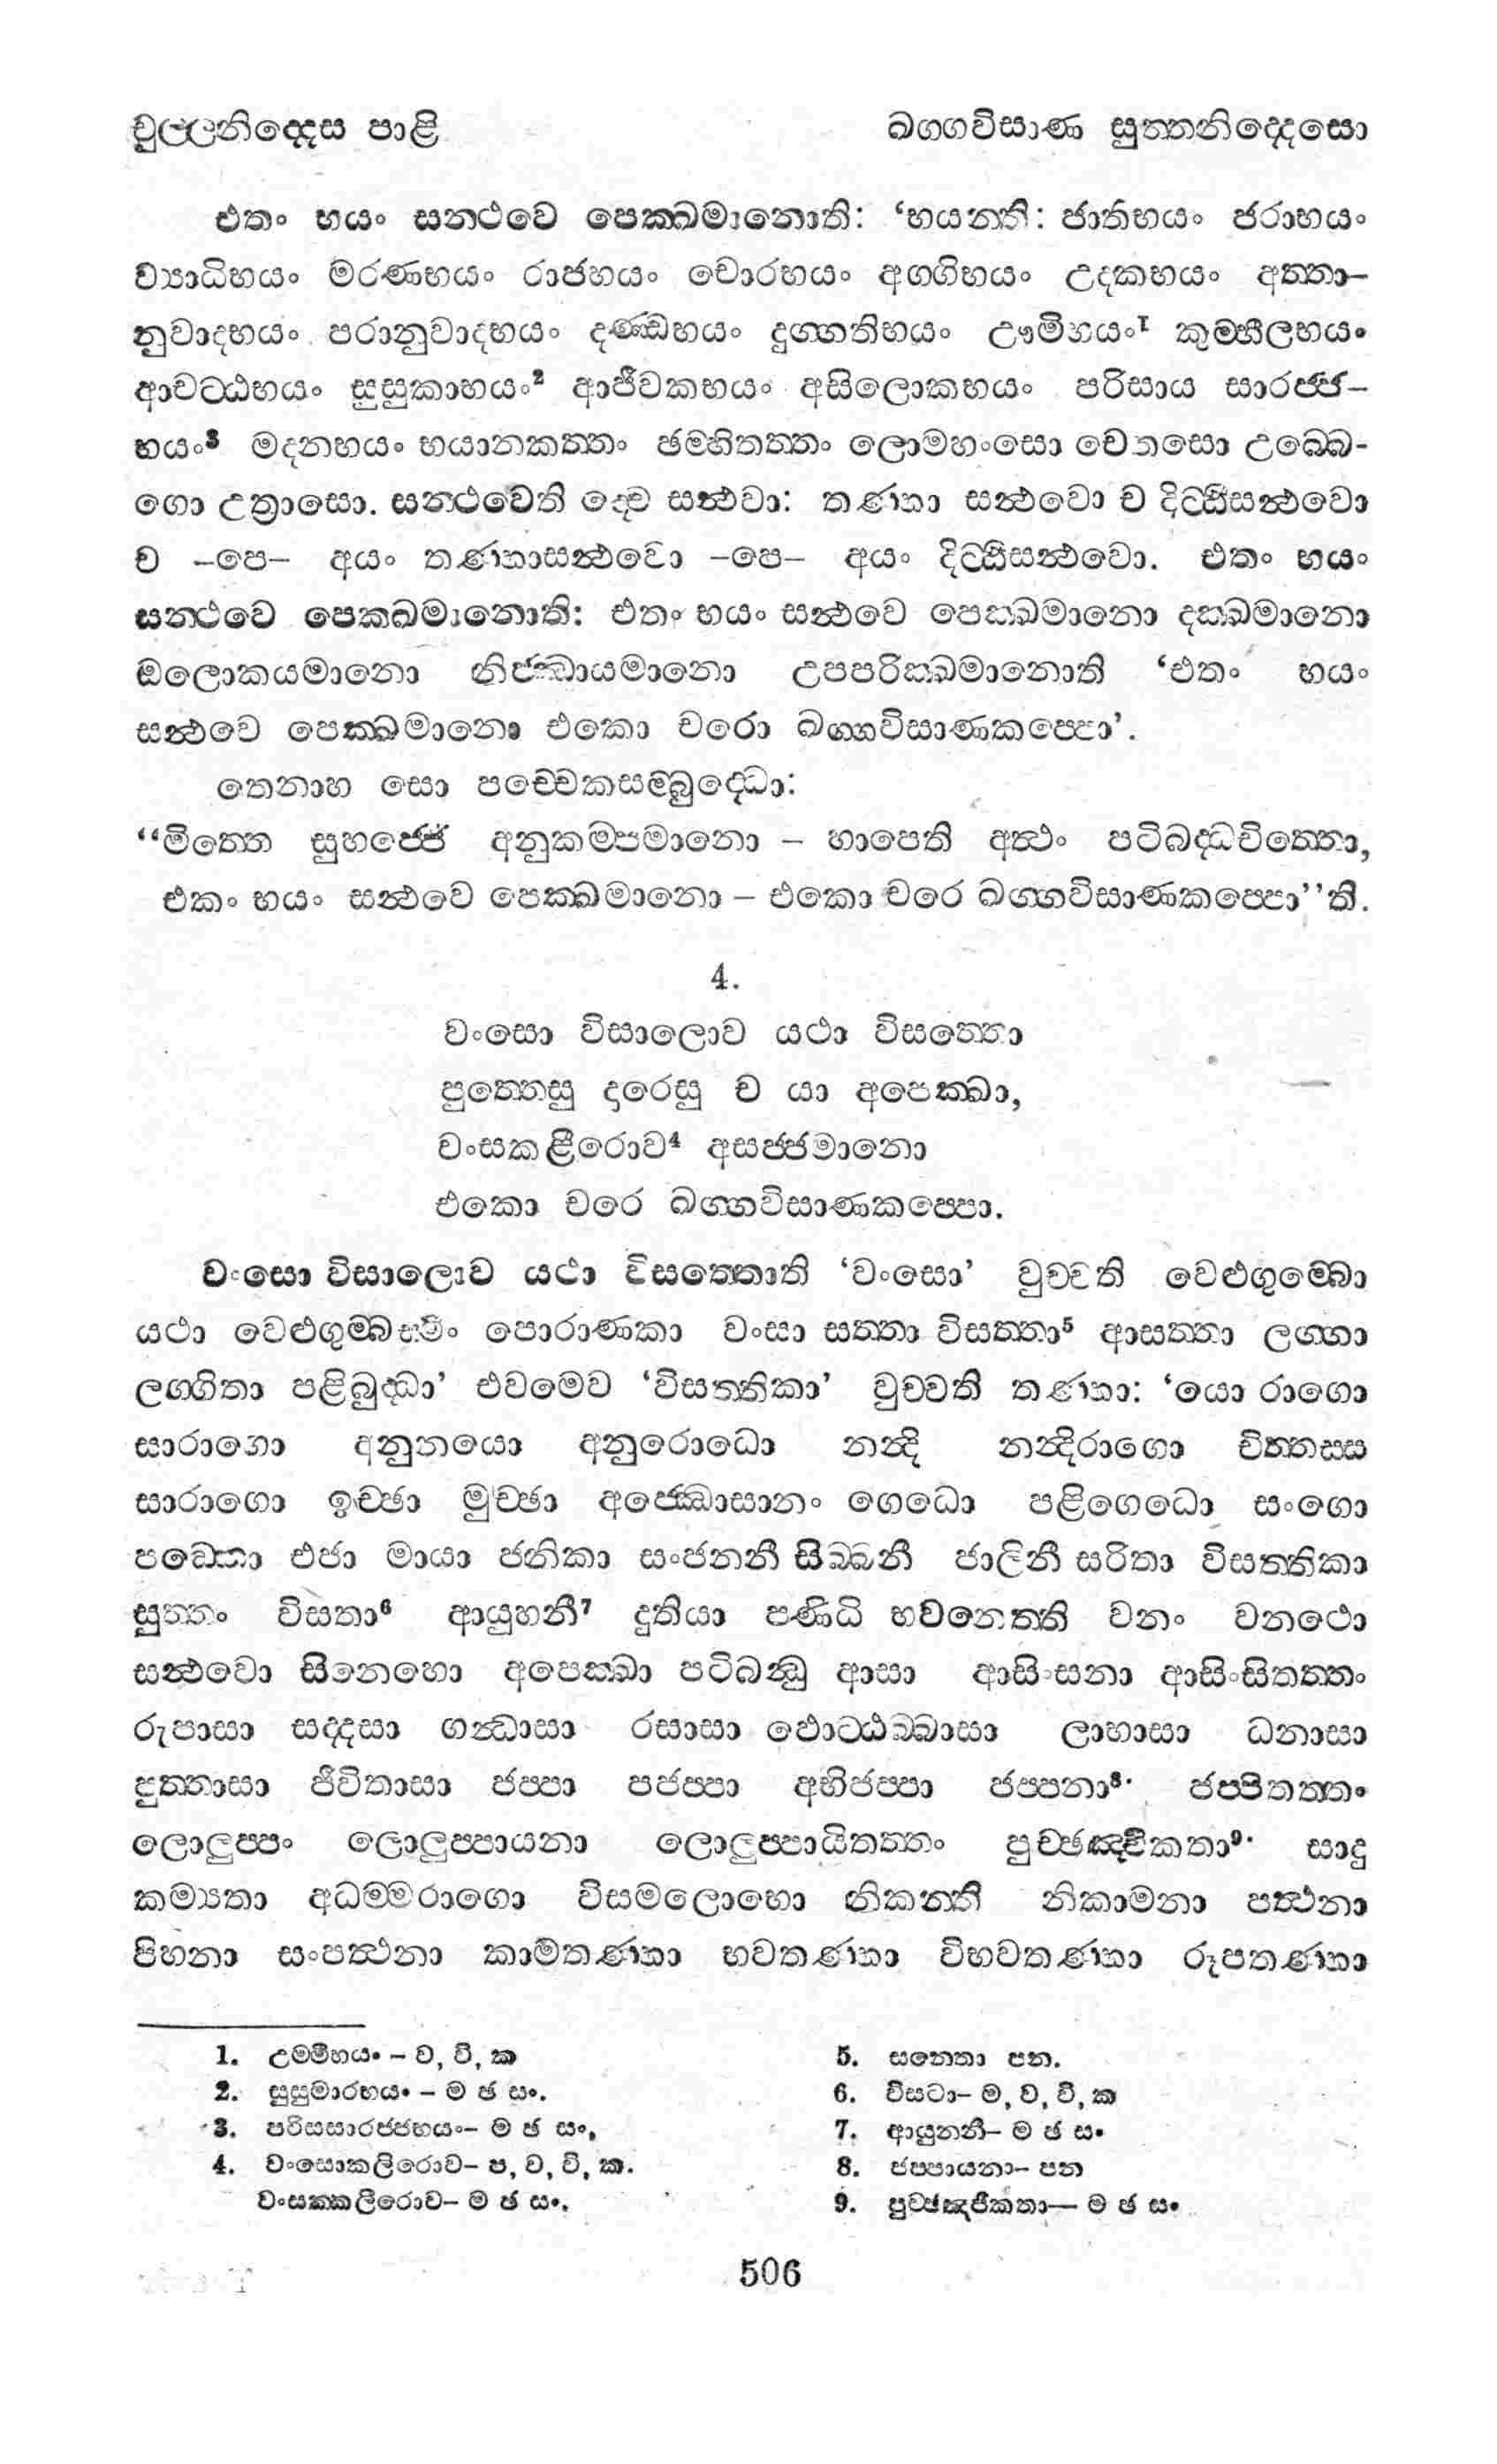 චුල්ලනිද්දෙස පාළි
ඛග්ගවිසාණ සුත්තනිද්දෙසො
එතං භයං සන්ථවෙ පෙක්ඛමානොති: ‘භයන්ති: ජාතිභයං ජරාභයං
ව්‍යාධිභයං මරණභයං රාජභයං චොරභයං අග්ගිභයං උදකභයං අත්තා–
නුවාදභයං පරානුවාදභයං දණ්ඩභයං දුග්ගතිභයං ඌමිභයං1 කුම්භීලභයං
ආවට්ඨභයං සුසුකාභයං2 ආජීවකභයං අසිලොකභයං පරිසාය සාරජ්ජ–
භයං3 මදනභයං භයානකත්තං ඡම්භිතත්තං ලොමහංසො චෙතසො උබ්බෙ-
ගො උත්‍රාසො. සන්ථවෙති ද්වෙ සන්ථවා: තණ්හා සන්ථවො ච දිට්ඨිසන්ථවො
ච –පෙ– අයං තණ්හාසන්ථවො –පෙ– අයං දිට්ඨිසන්ථවො. එතං භයං
සන්ථවෙ පෙක්ඛමානොති: එතං භයං සන්ථවෙ පෙක්ඛමානො දක්ඛමානො
ඔලොකයමානො නිජ්ඣායමානො උපපරික්ඛමානොති ‘එතං භයං
සන්ථවෙ පෙක්ඛමානො එකො චරො ඛග්ගවිසාණකප්පො’.
තෙනාහ සො පච්චෙකසම්බුද්ධො:
“මිත්තෙ සුහජ්ජෙ අනුකම්පමානො – හාපෙති අත්ථං පටිබද්ධචිත්තො,
එකං භයං සන්ථවෙ පෙක්ඛමානො – එකො චරෙ ඛග්ගවිසාණකප්පො’’ති.
4.
වංසො විසාලොව යථා විසත්තො
පුත්තෙසු දාරෙසු ච යා අපෙක්ඛා,
වංසකළීරොව4 අසජ්ජමානො
එකො චරෙ ඛග්ගවිසාණකප්පො.
වංසො විසාලොව යථා විසත්තොති ‘වංසො’ වුච්චති වෙළුගුම්බො
යථා වෙළුගුම්බස්මිං පොරාණකා වංසා සත්තා විසත්තා5 ආසත්තා ලග්ගා
ලග්ගිතා පළිබුද්ධා’ එවමෙව ‘විසත්තිකා’ වුච්චති තණ්හා: ‘යො රාගො
සාරාගො අනුනයො අනුරොධො නන්දි නන්දිරාගො චිත්තස්ස
සාරාගො ඉච්ඡා මුච්ඡා අජ්ඣොසානං ගෙධො පළිගෙධො සංගො
පඞ්කො එජා මායා ජනිකා සංජනනී සිබ්බනී ජාලිනී සරිතා විසත්තිකා
සුත්තං විසතා6 ආයුහනී7 දුතියා පණිධි භවනෙත්ති වනං වනථො
සන්ථවො සිනෙහො අපෙක්ඛා පටිබන්ධු ආසා ආසිංසනා ආසිංසිතත්තං
රුපාසා සද්දසා ගන්ධාසා රසාසා ඵොට්ඨබ්බාසා ලාභාසා ධනාසා
පුත්තාසා ජීවිතාසා ජප්පා පජප්පා අභිජප්පා ජප්පනා8· ජප්පිතත්තං
ලොලුප්පං ලොලුප්පායනා ලොලුප්පායිතත්තං පුච්ඡඤ්චිකතා9· සාදු
කම්‍යතා අධම්මරාගො විසමලොභො නිකන්ති නිකාමනා පත්ථනා
පිහනා සංපත්ථනා කාමතණ්හා භවතණ්හා විභවතණ්හා රූපතණ්හා
1. උම්මිභයං – ව, වි, ක
2. සුසුමාරභයං – ම ඡ සං.
3. පරිසසාරජ්ජභයං– ම ඡ සං,
4. වංසොකලිරොව– ප, ව, වි, ක.
වංසක්කලීරොව– ම ඡ සං.
5. සත්තෙතා පන.
6. විසටා– ම, ව, වි, ක
7. ආයුනනී– ම ඡ සං
8. ජප්පායනා– පන
9. පුච්ඡඤ්ජිකතා— ම ඡ සං
506